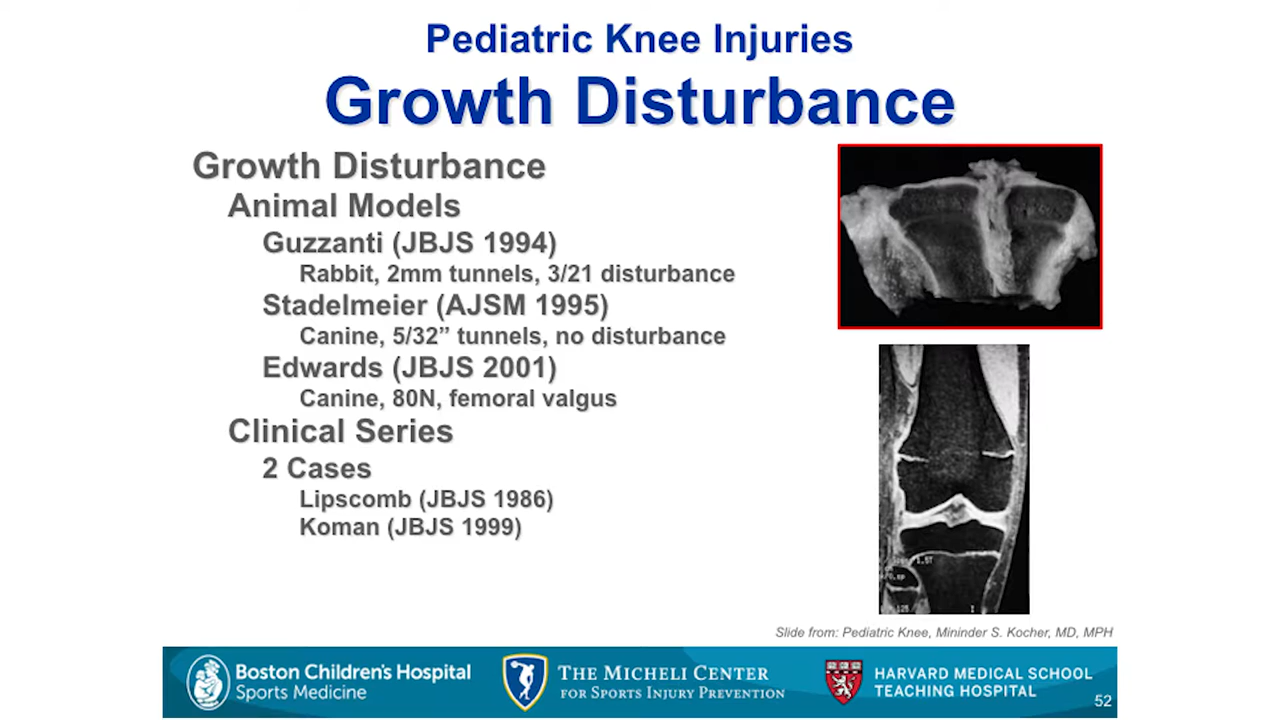 Pediatric Knee Injuries
Growth Disturbance
Growth Disturbance
Animal Models
Guzzanti (JBJS 1994)
Rabbit, 2mm tunnels, 3/21 disturbance
Stadelmeier (AJSM 1995)
Canine, 5/32” tunnels, no disturbance
Edwards (JBJS 2001)
Canine, 80N, femoral valgus
Clinical Series
2 Cases
Lipscomb (JBJS 1986)
Koman (JBJS 1999)
1.5T
I
Slide from: Pediatric Knee, Mininder S. Kocher, MD, MPH
Boston Children's Hospital
Sports Medicine
THE MICHELI CENTER
FOR SPORTS INJURY PREVENTION
HARVARD MEDICAL SCHOOL
TEACHING HOSPITAL
52